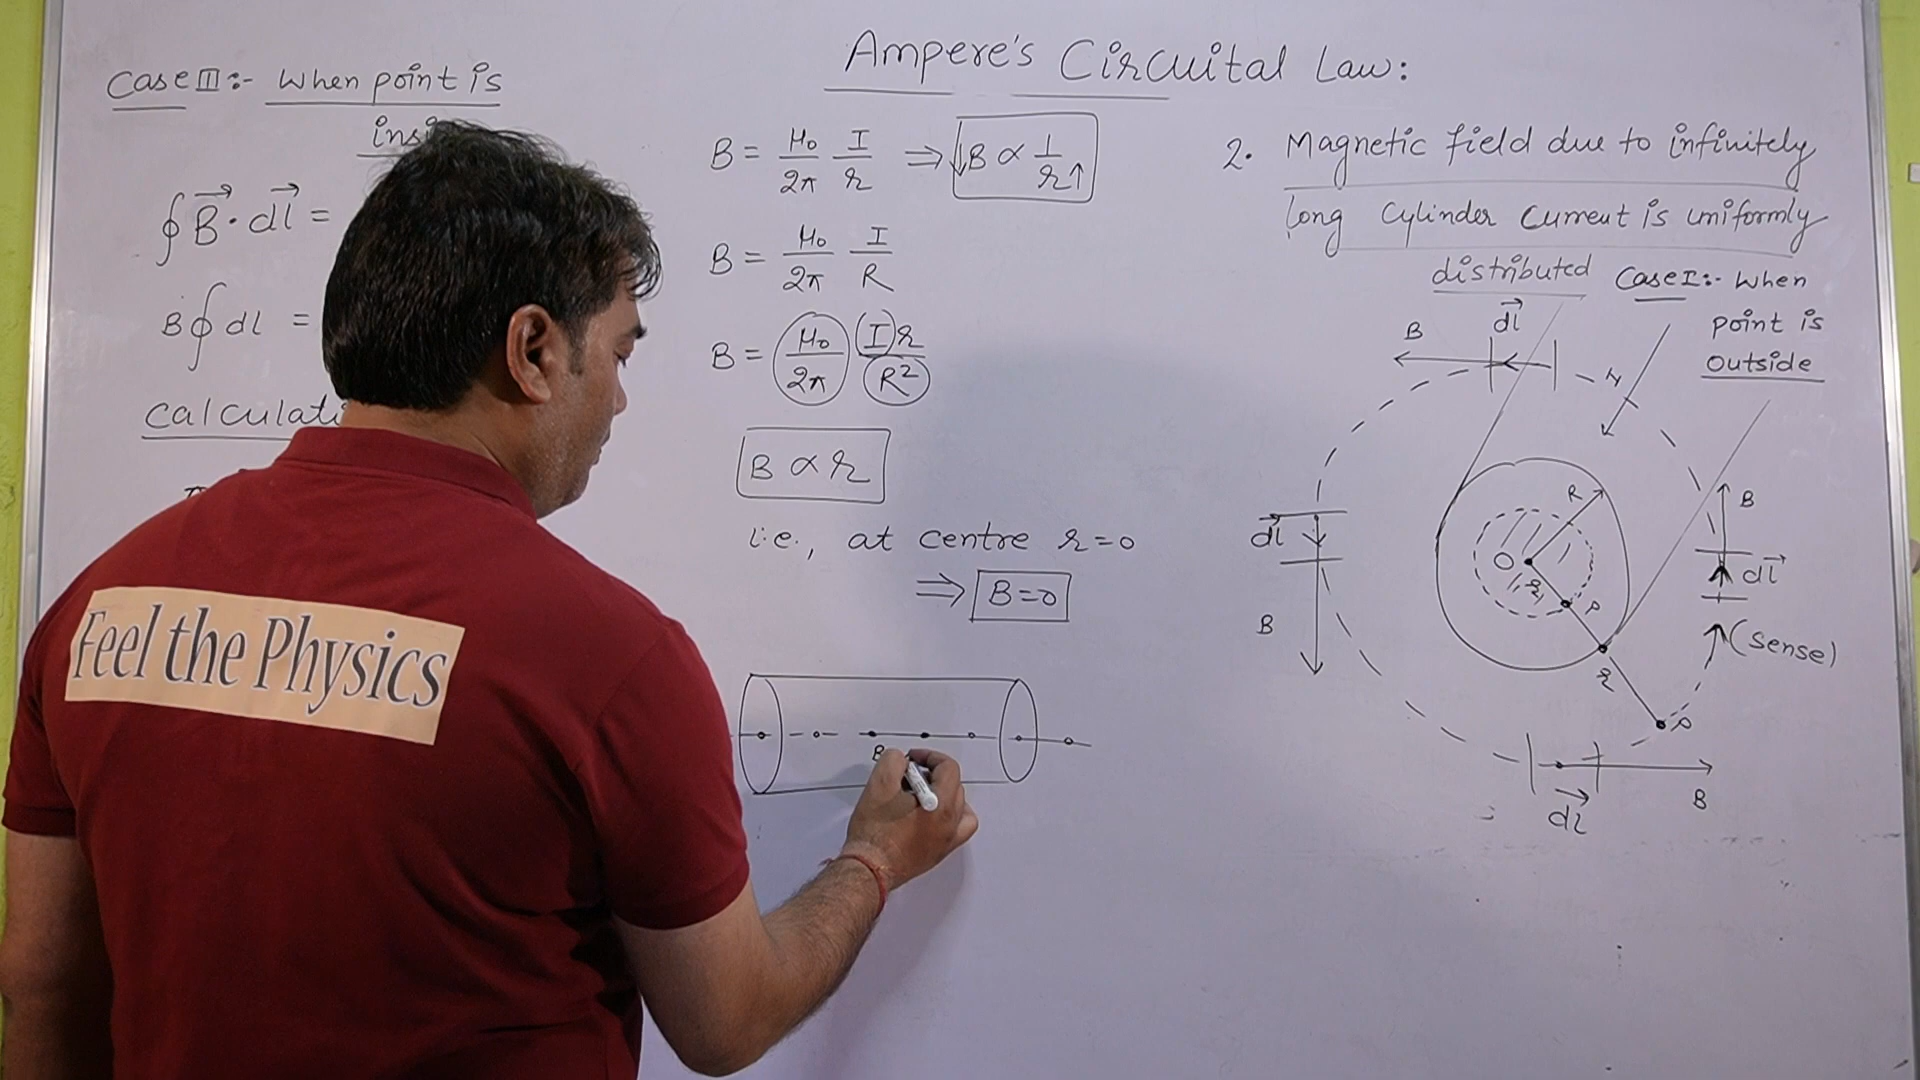 Ampere's Circuital Law:
Case III :- When point is
∮ B⃗ · dl⃗ =
B ∮ dl =
Feel the Physics
B = μ₀/2π I/r ⇒ ↓B ∝ 1/r↑
B = μ₀/2π I/R
B = (μ₀/2π) (I)r/(R²)
B ∝ r
i.e., at centre r=0
⇒ B=0
B
2. Magnetic field due to infinitely
long Cylinder Current is uniformly
distributed
Case I:- When
point is
outside
B
dl⃗
R
B
dl⃗
O
r
P
dl⃗
B
(sense)
r
P
B
dl⃗